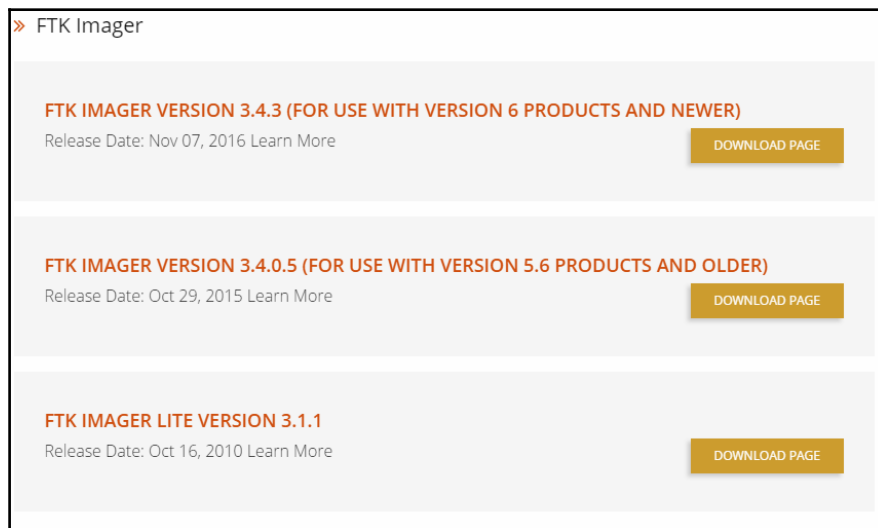 » FTK Imager
FTK IMAGER VERSION 3.4.3 (FOR USE WITH VERSION 6 PRODUCTS AND NEWER)
Release Date: Nov 07, 2016 Learn More
DOWNLOAD PAGE
FTK IMAGER VERSION 3.4.0.5 (FOR USE WITH VERSION 5.6 PRODUCTS AND OLDER)
Release Date: Oct 29, 2015 Learn More
DOWNLOAD PAGE
FTK IMAGER LITE VERSION 3.1.1
Release Date: Oct 16, 2010 Learn More
DOWNLOAD PAGE